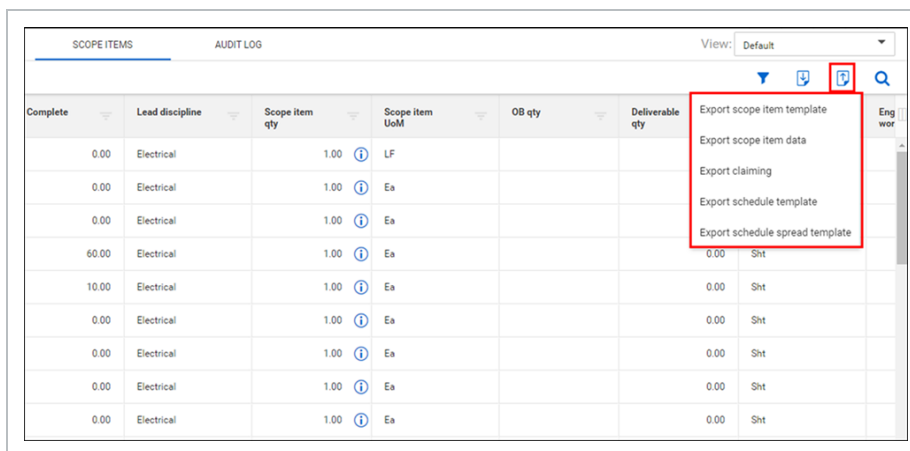 SCOPE ITEMS AUDIT LOG View: Default
Complete Lead discipline Scope item qty Scope item UoM OB qty Deliverable qty Eng wor
Export scope item template
Export scope item data
Export claiming
Export schedule template
Export schedule spread template
0.00 Electrical 1.00 LF
0.00 Electrical 1.00 Ea
0.00 Electrical 1.00 Ea
60.00 Electrical 1.00 Ea 0.00 Sht
10.00 Electrical 1.00 Ea 0.00 Sht
0.00 Electrical 1.00 Ea 0.00 Sht
0.00 Electrical 1.00 Ea 0.00 Sht
0.00 Electrical 1.00 Ea 0.00 Sht
0.00 Electrical 1.00 Ea 0.00 Sht